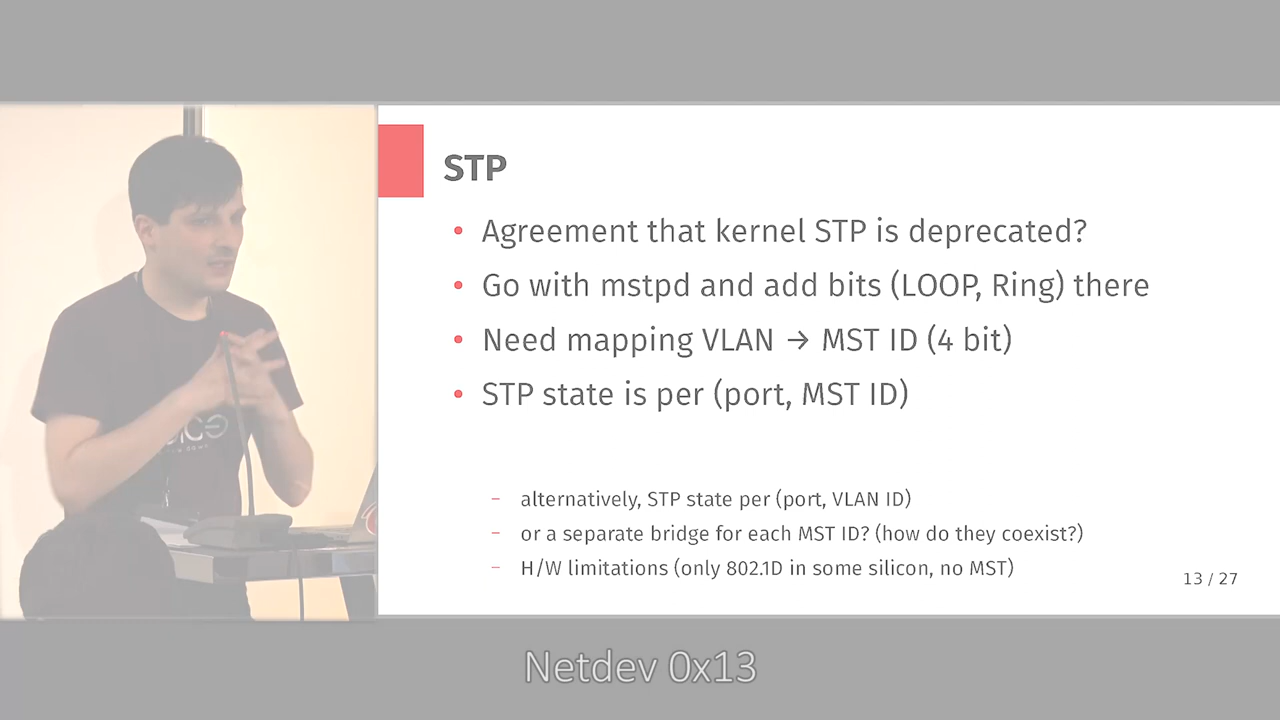 STP
• Agreement that kernel STP is deprecated?
• Go with mstpd and add bits (LOOP, Ring) there
• Need mapping VLAN → MST ID (4 bit)
• STP state is per (port, MST ID)
– alternatively, STP state per (port, VLAN ID)
– or a separate bridge for each MST ID? (how do they coexist?)
– H/W limitations (only 802.1D in some silicon, no MST)
13 / 27
Netdev 0x13